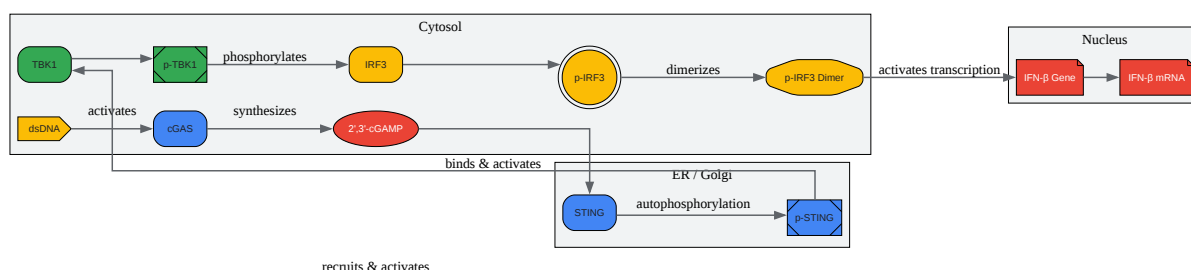 Cytosol
Nucleus
TBK1
p-TBK1
phosphorylates
IRF3
p-IRF3
dimerizes
p-IRF3 Dimer
activates transcription
IFN-β Gene
IFN-β mRNA
dsDNA
activates
cGAS
synthesizes
2',3'-cGAMP
binds & activates
ER / Golgi
STING
autophosphorylation
p-STING
recruits & activates